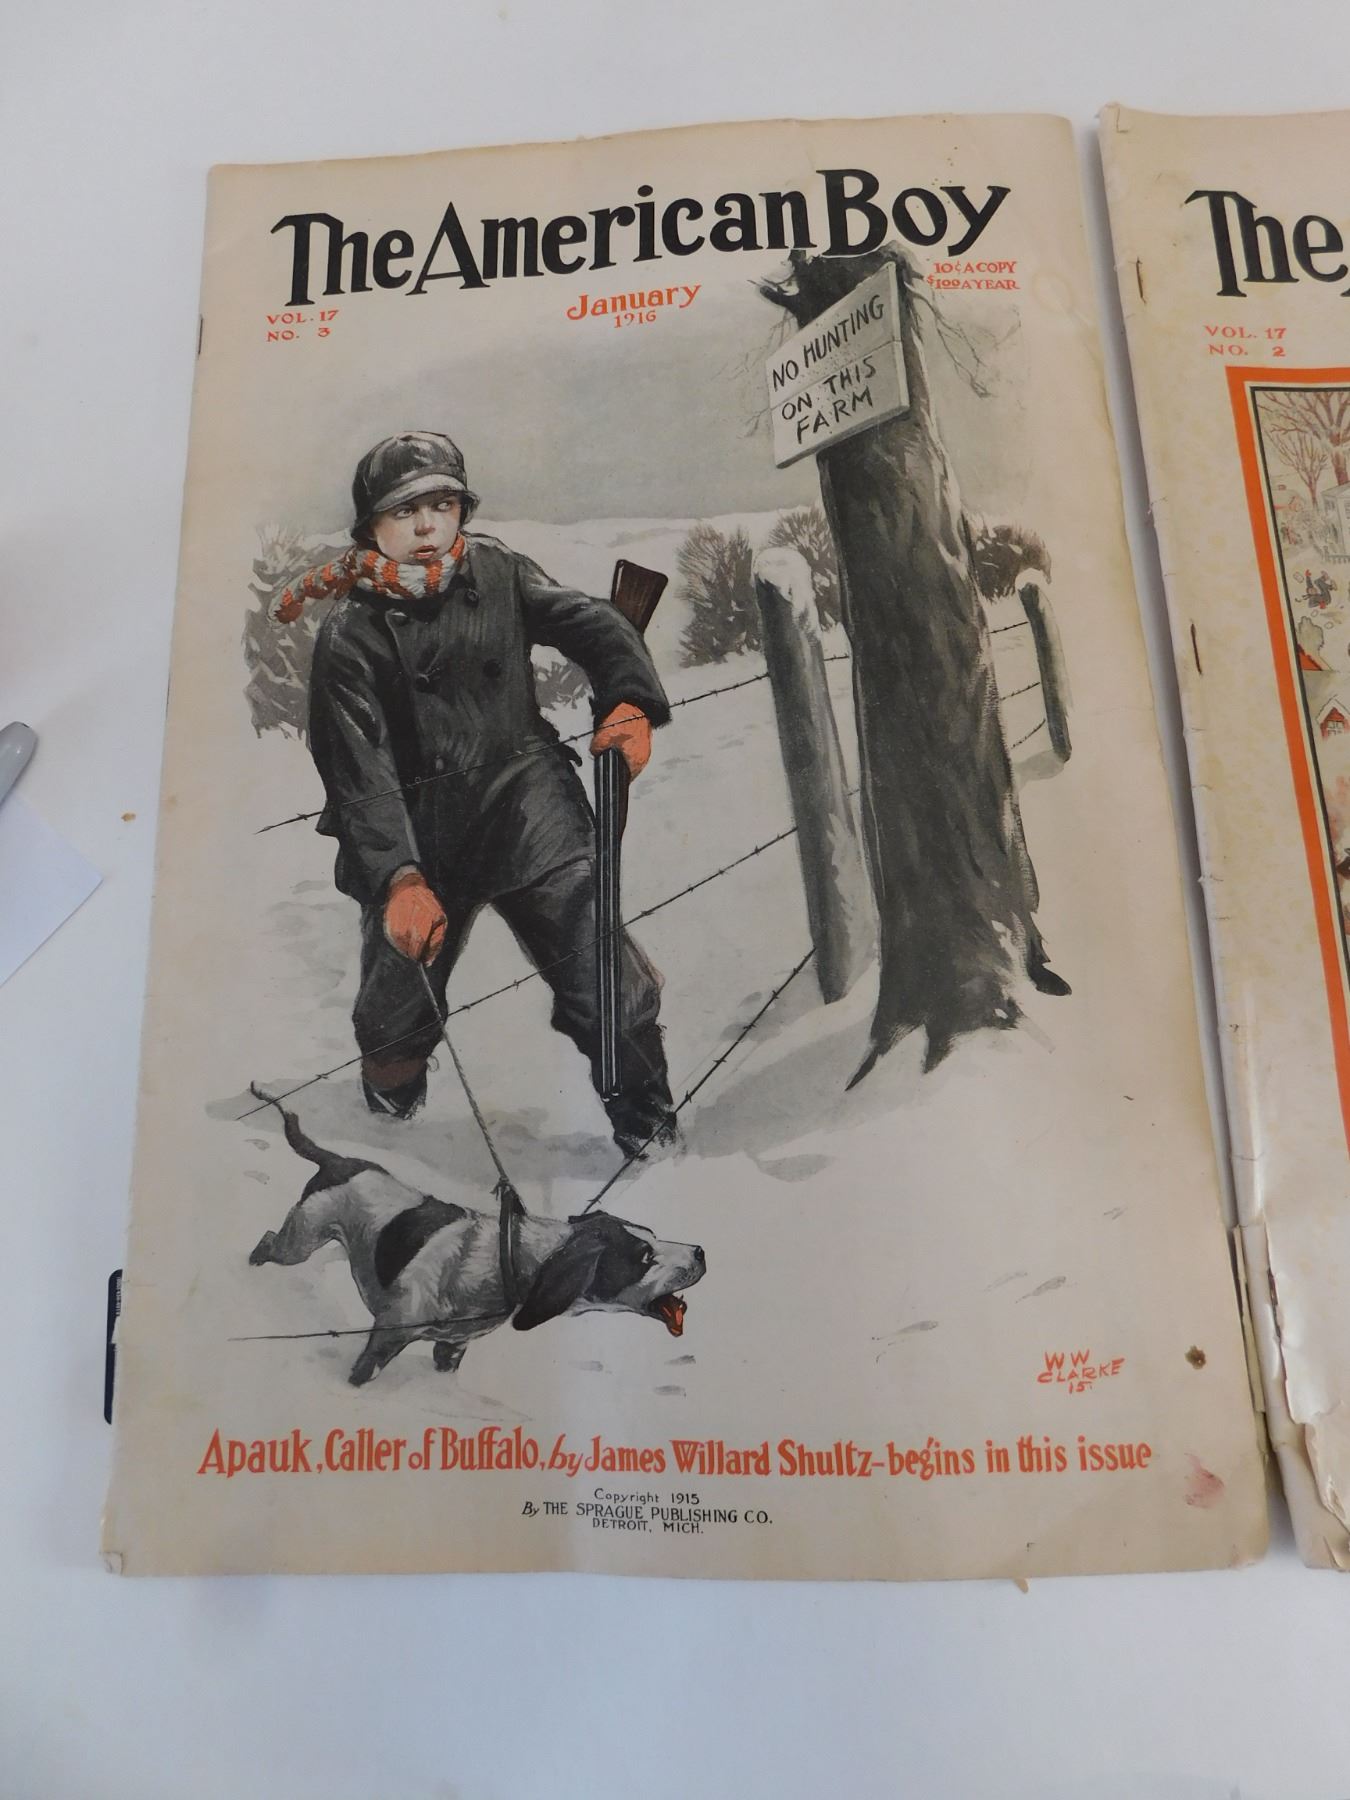 The American Boy
VOL. 17
NO. 3
January
1916
10¢ A COPY
$1.00 A YEAR
NO HUNTING
ON THIS
FARM
W W
CLARKE
15
Apauk, Caller of Buffalo, by James Willard Shultz-begins in this issue
Copyright 1915
By THE SPRAGUE PUBLISHING CO.
DETROIT, MICH.
The
VOL. 17
NO. 2